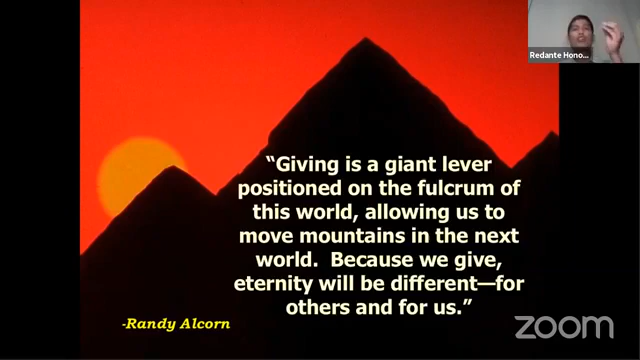 Redante Hono...
“Giving is a giant lever
positioned on the fulcrum of
this world, allowing us to
move mountains in the next
world.  Because we give,
eternity will be different—for
others and for us.”
-Randy Alcorn
zoom